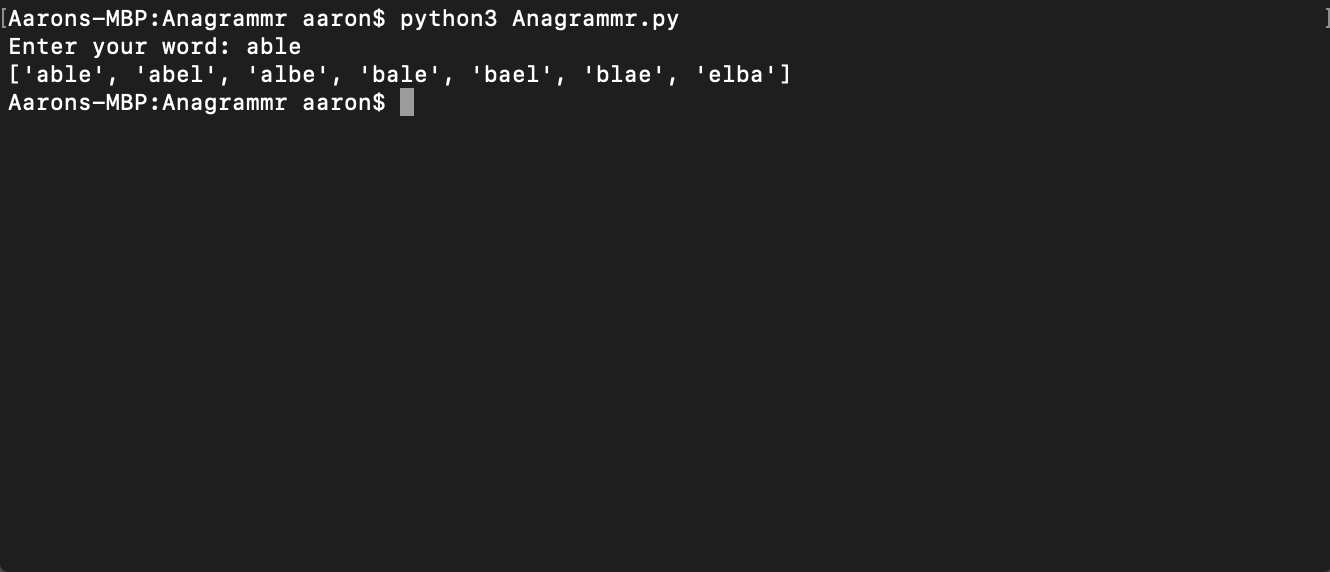 [Aarons-MBP:Anagrammr aaron$ python3 Anagrammr.py ]
Enter your word: able
['able', 'abel', 'albe', 'bale', 'bael', 'blae', 'elba']
Aarons-MBP:Anagrammr aaron$